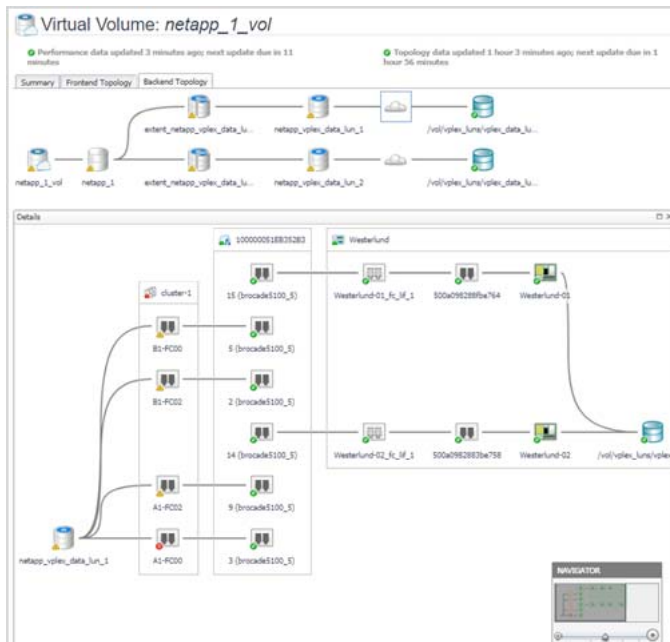 Virtual Volume: netapp_1_vol
Performance data updated 3 minutes ago; next update due in 11 minutes
Topology data updated 1 hour 3 minutes ago; next update due in 1 hour 56 minutes
Summary Frontend Topology Backend Topology
extent_netapp_vplex_data_lu... netapp_vplex_data_lun_1 /vol/vplex_luns/vplex_data_lu...
netapp_1_vol netapp_1 extent_netapp_vplex_data_lu... netapp_vplex_data_lun_2 /vol/vplex_luns/vplex_data_lu...
Details
100000051EB352B3 Westerlund
15 (brocade5100_5) Westerlund-01_fc_lif_1 500a098288fbe764 Westerlund-01
cluster-1
B1-FC00 5 (brocade5100_5)
B1-FC02 2 (brocade5100_5)
14 (brocade5100_5) Westerlund-02_fc_lif_1 500a0982883be758 Westerlund-02 /vol/vplex_luns/vplex
A1-FC02 9 (brocade5100_5)
netapp_vplex_data_lun_1 A1-FC00 3 (brocade5100_5)
NAVIGATOR